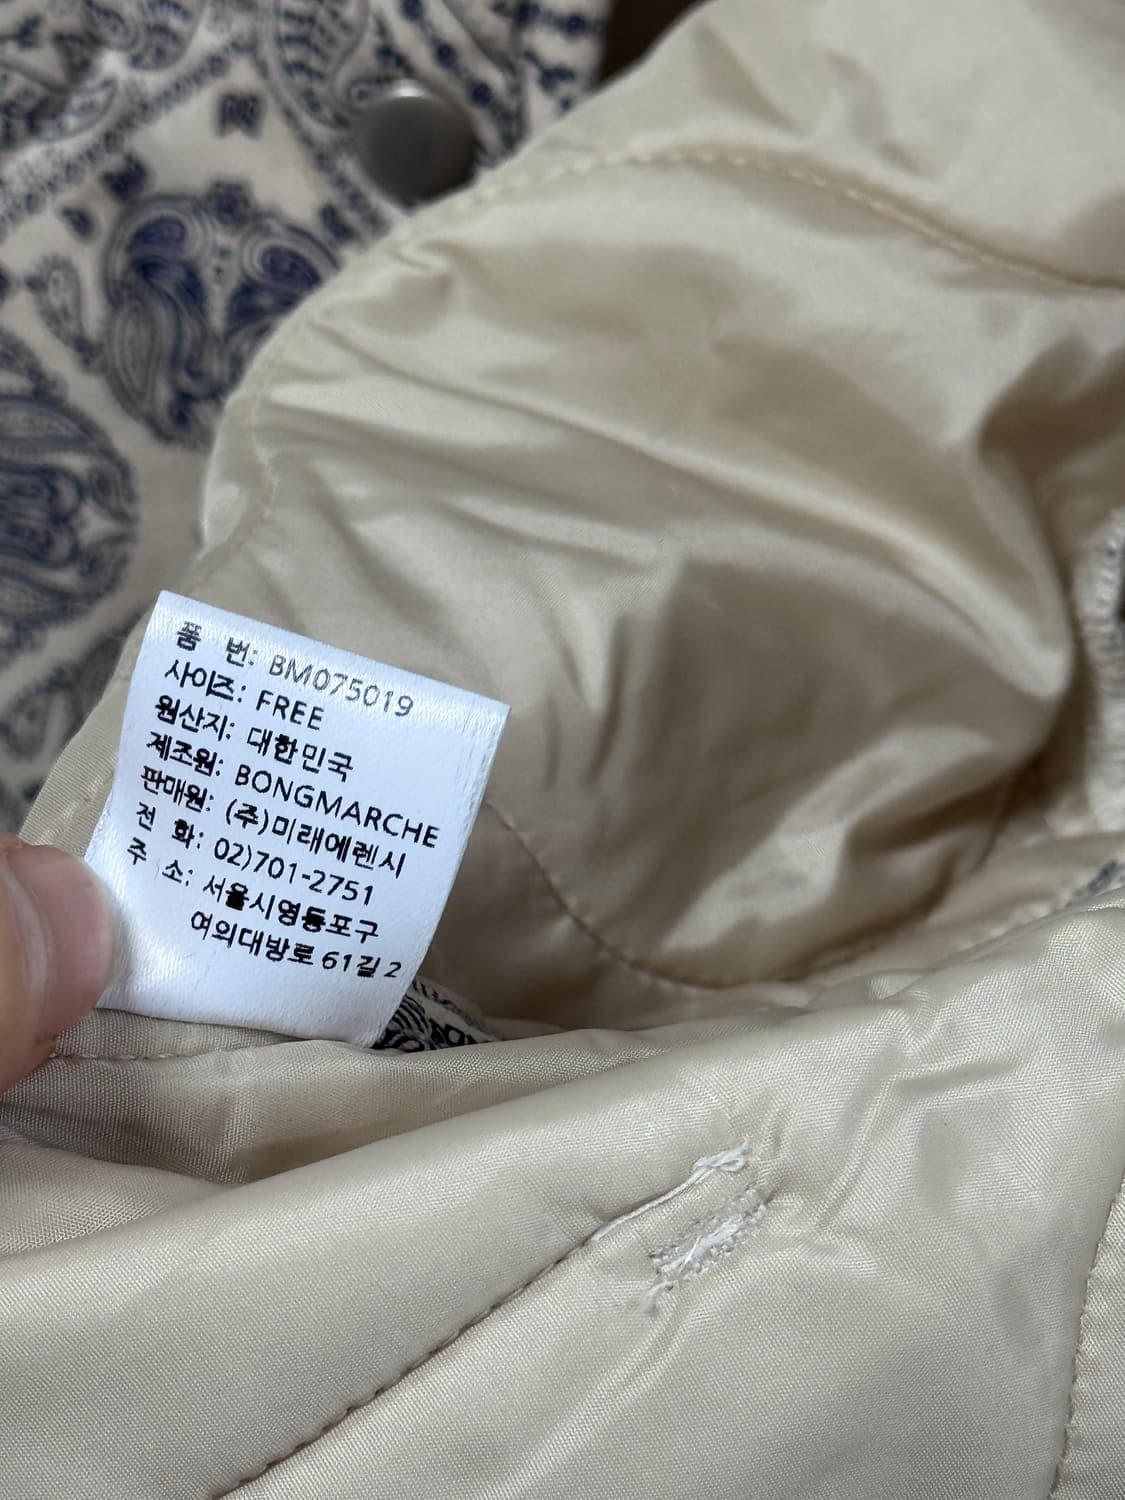 품 번: BM075019
사이즈: FREE
원산지: 대한민국
제조원: BONGMARCHE
판매원: (주)미래에렌시
전 화: 02)701-2751
주 소: 서울시영등포구
여의대방로61길 2